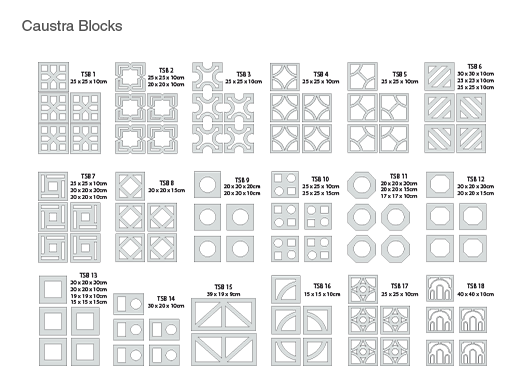 Caustra Blocks
TSB 1
25 x 25 x 10cm
TSB 2
25 x 25 x 10cm
20 x 20 x 10cm
TSB 3
25 x 25 x 10cm
TSB 4
25 x 25 x 10cm
TSB 5
25 x 25 x 10cm
TSB 6
30 x 30 x 10cm
23 x 23 x 10cm
25 x 25 x 10cm
TSB 7
25 x 25 x 10cm
20 x 20 x 20cm
20 x 20 x 10cm
TSB 8
20 x 20 x 15cm
TSB 9
20 x 20 x 20cm
20 x 20 x 10cm
TSB 10
25 x 25 x 10cm
25 x 25 x 15cm
TSB 11
20 x 20 x 20cm
20 x 20 x 15cm
17 x 17 x 10cm
TSB 12
20 x 20 x 20cm
20 x 20 x 15cm
TSB 13
20 x 20 x 20cm
20 x 20 x 10cm
19 x 19 x 10cm
15 x 15 x 15cm
TSB 14
30 x 20 x 10cm
TSB 15
39 x 19 x 9cm
TSB 16
15 x 15 x 10cm
TSB 17
25 x 25 x 10cm
TSB 18
40 x 40 x 10cm